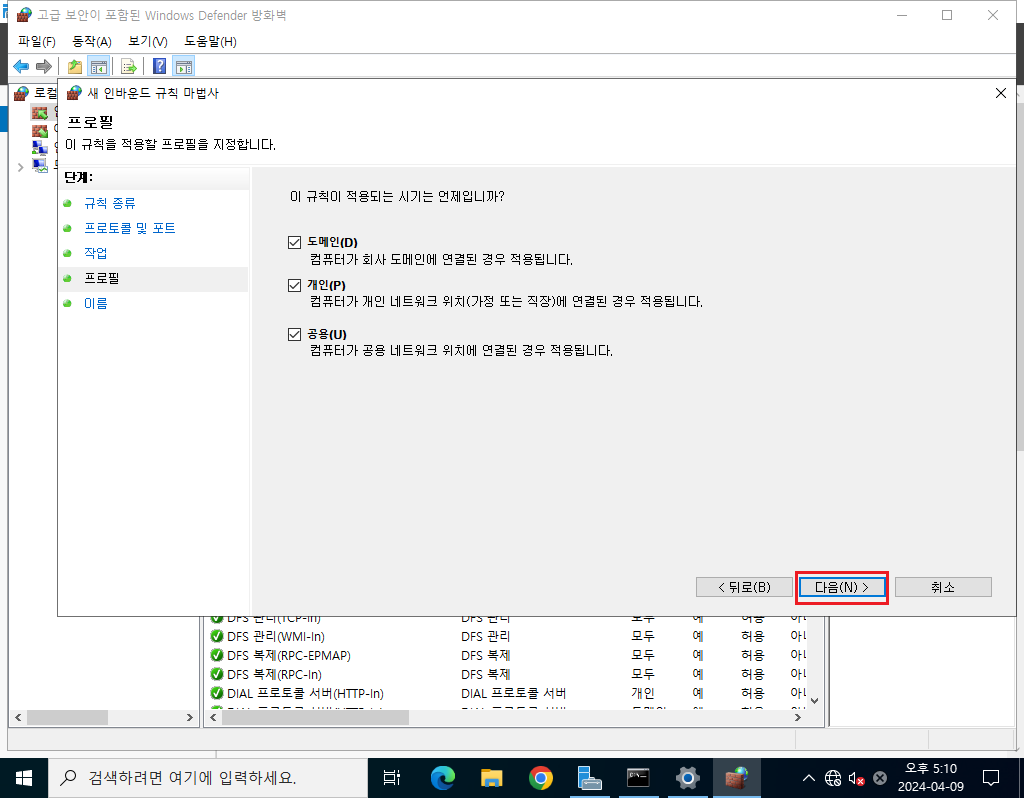 고급 보안이 포함된 Windows Defender 방화벽
파일(F) 동작(A) 보기(V) 도움말(H)
로컬
새 인바운드 규칙 마법사
프로필
이 규칙을 적용할 프로필을 지정합니다.
단계:
규칙 종류
프로토콜 및 포트
작업
프로필
이름
이 규칙이 적용되는 시기는 언제입니까?
도메인(D)
컴퓨터가 회사 도메인에 연결된 경우 적용됩니다.
개인(P)
컴퓨터가 개인 네트워크 위치(가정 또는 직장)에 연결된 경우 적용됩니다.
공용(U)
컴퓨터가 공용 네트워크 위치에 연결된 경우 적용됩니다.
< 뒤로(B) 다음(N) > 취소
DFS 관리(TCP-In) DFS 관리 모두 예 허용
DFS 관리(WMI-In) DFS 관리 모두 예 허용
DFS 복제(RPC-EPMAP) DFS 복제 모두 예 허용
DFS 복제(RPC-In) DFS 복제 모두 예 허용
DIAL 프로토콜 서버(HTTP-In) DIAL 프로토콜 서버 개인 예 허용
검색하려면 여기에 입력하세요.
오후 5:10
2024-04-09